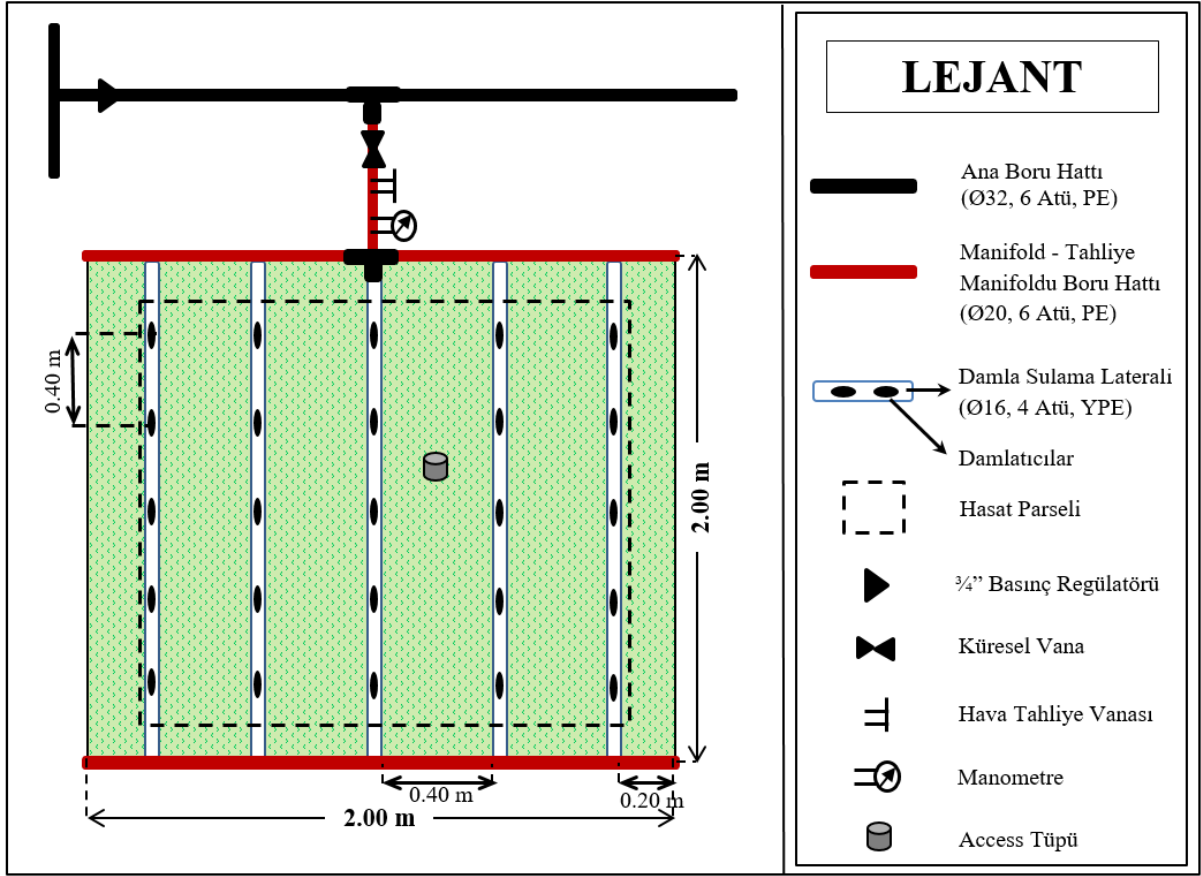 0.40 m
2.00 m
0.40 m
0.20 m
2.00 m
LEJANT
Ana Boru Hattı
(Ø32, 6 Atü, PE)
Manifold - Tahliye
Manifoldu Boru Hattı
(Ø20, 6 Atü, PE)
Damla Sulama Laterali
(Ø16, 4 Atü, YPE)
Damlatıcılar
Hasat Parseli
¾” Basınç Regülatörü
Küresel Vana
Hava Tahliye Vanası
Manometre
Access Tüpü